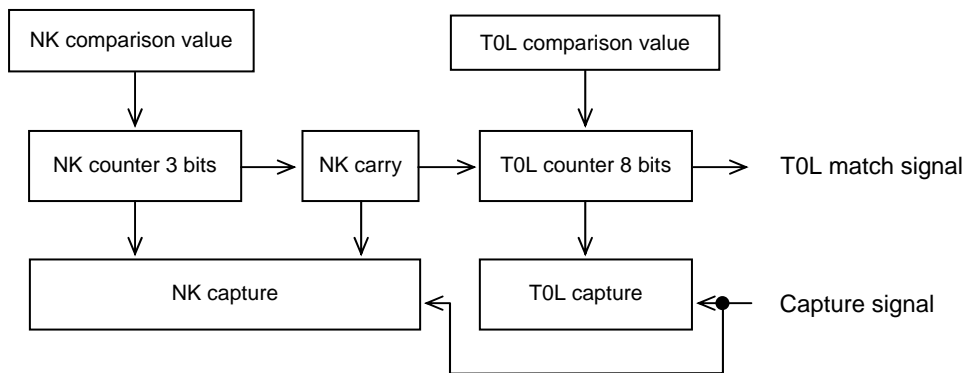 NK comparison value
T0L comparison value
NK counter 3 bits
NK carry
T0L counter 8 bits
T0L match signal
NK capture
T0L capture
Capture signal